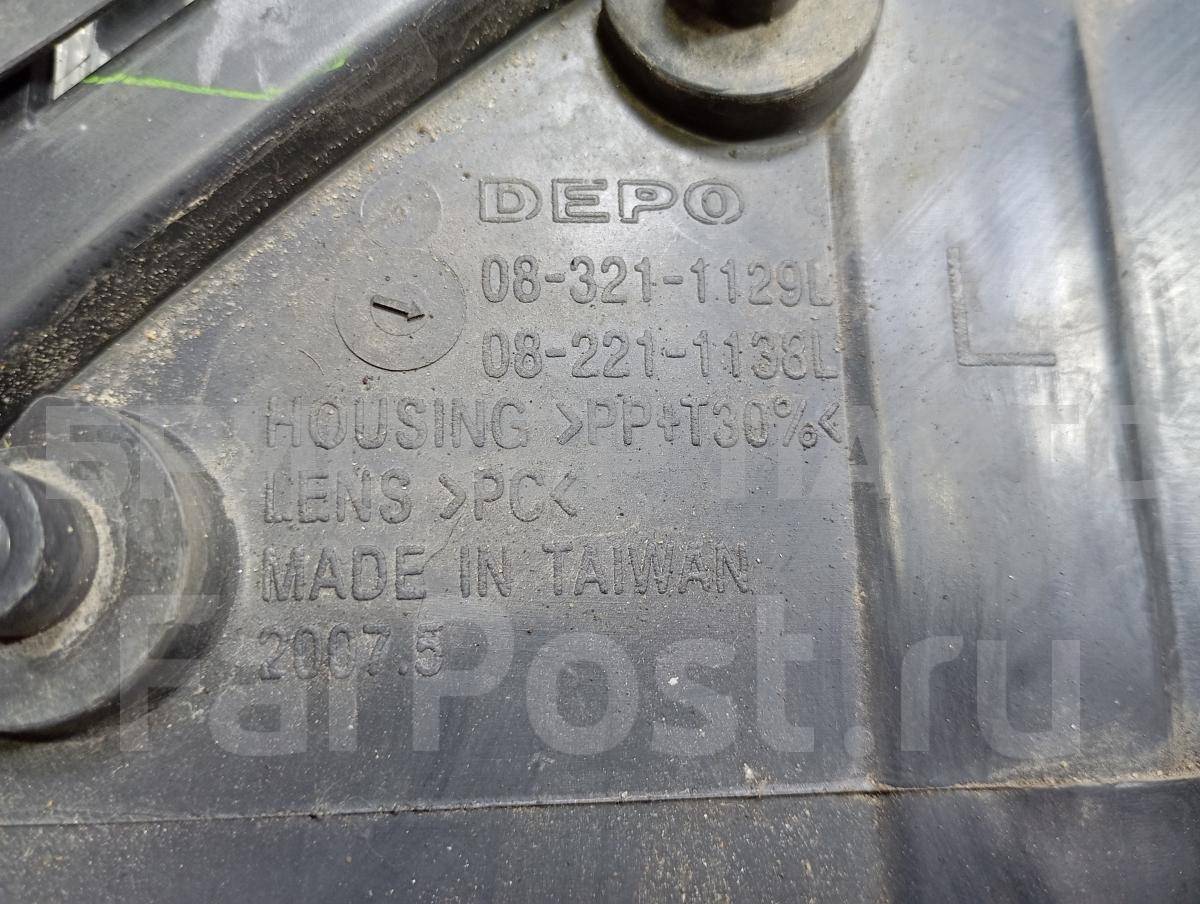 DEPO
08-321-1129L
08-221-1138L
L
HOUSING >PP+T30%<
LENS >PC<
MADE IN TAIWAN
2007.5
FarPost.ru